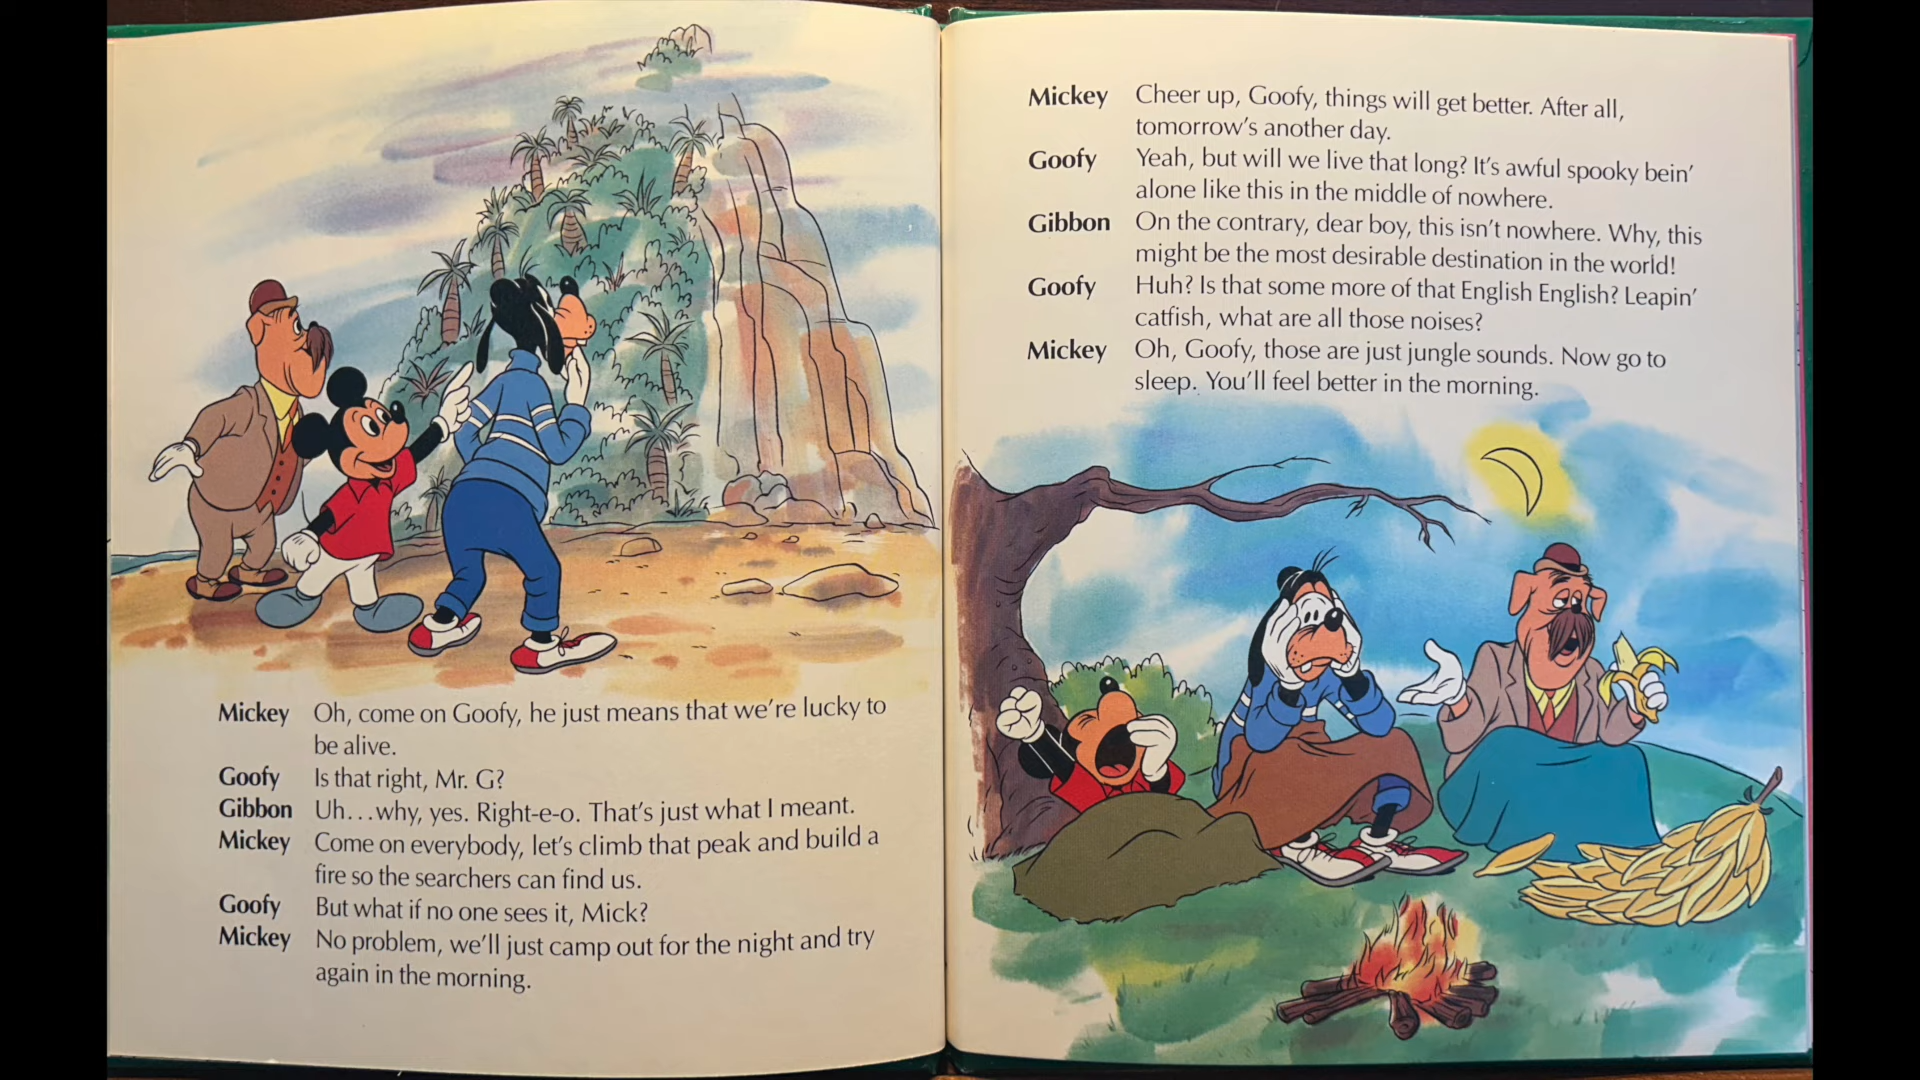 Mickey Oh, come on Goofy, he just means that we're lucky to
be alive.
Goofy Is that right, Mr. G?
Gibbon Uh...why, yes. Right-e-o. That's just what I meant.
Mickey Come on everybody, let's climb that peak and build a
fire so the searchers can find us.
Goofy But what if no one sees it, Mick?
Mickey No problem, we'll just camp out for the night and try
again in the morning.
Mickey Cheer up, Goofy, things will get better. After all,
tomorrow's another day.
Goofy Yeah, but will we live that long? It's awful spooky bein'
alone like this in the middle of nowhere.
Gibbon On the contrary, dear boy, this isn't nowhere. Why, this
might be the most desirable destination in the world!
Goofy Huh? Is that some more of that English English? Leapin'
catfish, what are all those noises?
Mickey Oh, Goofy, those are just jungle sounds. Now go to
sleep. You'll feel better in the morning.